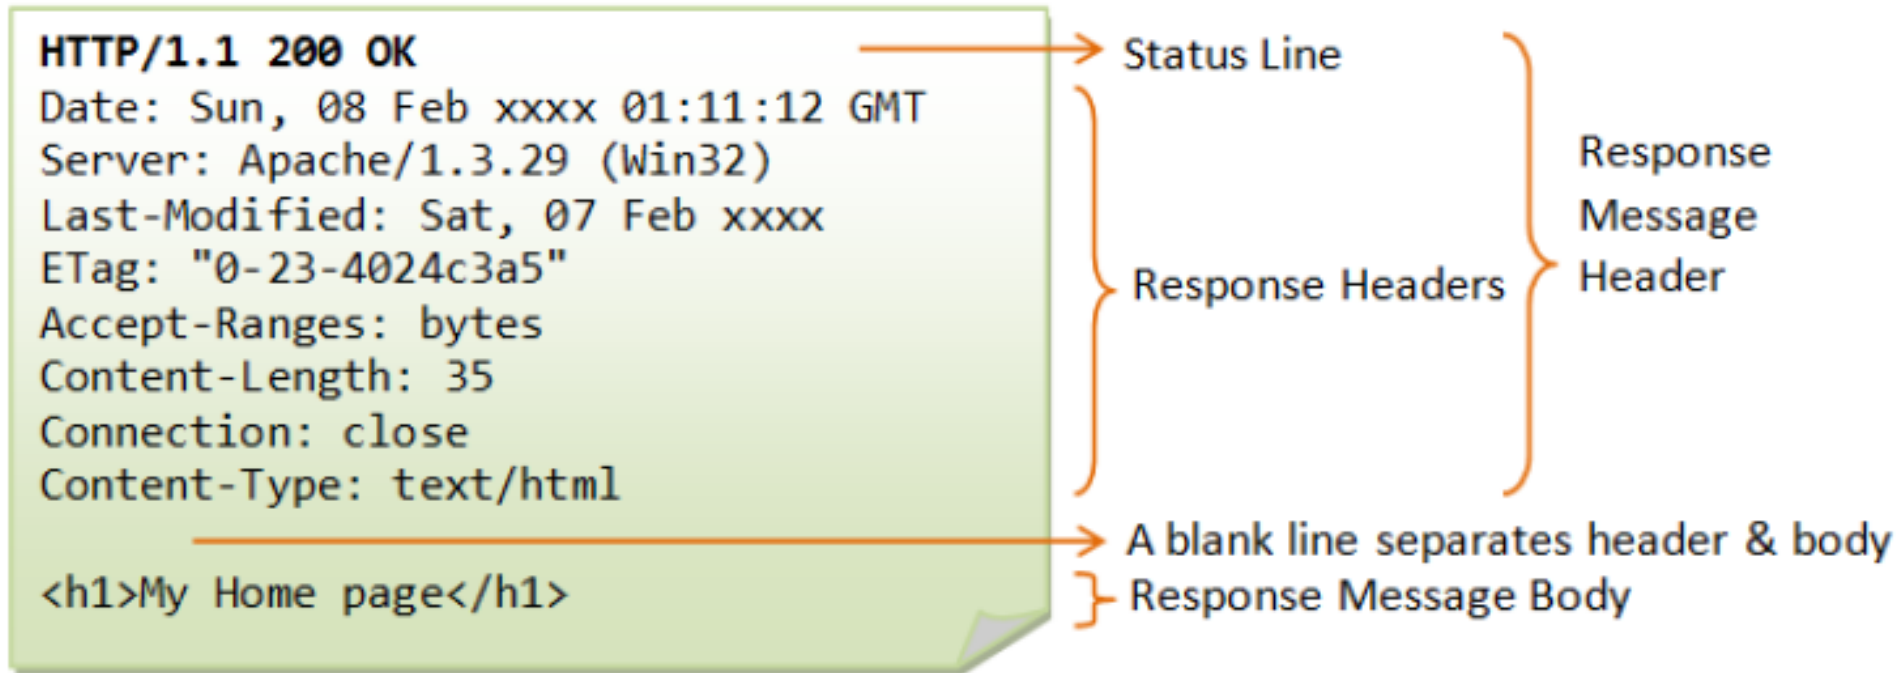 HTTP/1.1 200 OK
Date: Sun, 08 Feb xxxx 01:11:12 GMT
Server: Apache/1.3.29 (Win32)
Last-Modified: Sat, 07 Feb xxxx
ETag: "0-23-4024c3a5"
Accept-Ranges: bytes
Content-Length: 35
Connection: close
Content-Type: text/html
<h1>My Home page</h1>
Status Line
Response Headers
A blank line separates header & body
Response Message Body
Response
Message
Header